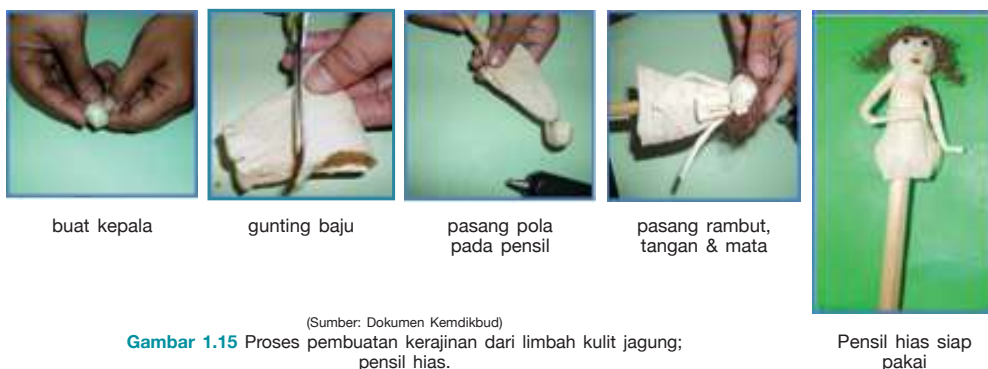 buat kepala
gunting baju
pasang pola
pada pensil
pasang rambut,
tangan & mata
(Sumber: Dokumen Kemdikbud)
Gambar 1.15 Proses pembuatan kerajinan dari limbah kulit jagung;
pensil hias.
Pensil hias siap
pakai